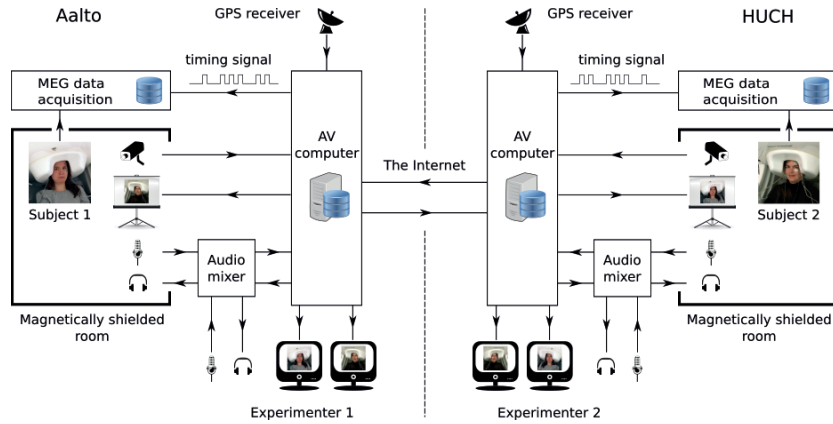 Aalto
GPS receiver
GPS receiver
HUCH
timing signal
timing signal
MEG data
acquisition
MEG data
acquisition
AV
computer
AV
computer
The Internet
Subject 1
Subject 2
Audio
mixer
Audio
mixer
Magnetically shielded
room
Magnetically shielded
room
Experimenter 1
Experimenter 2